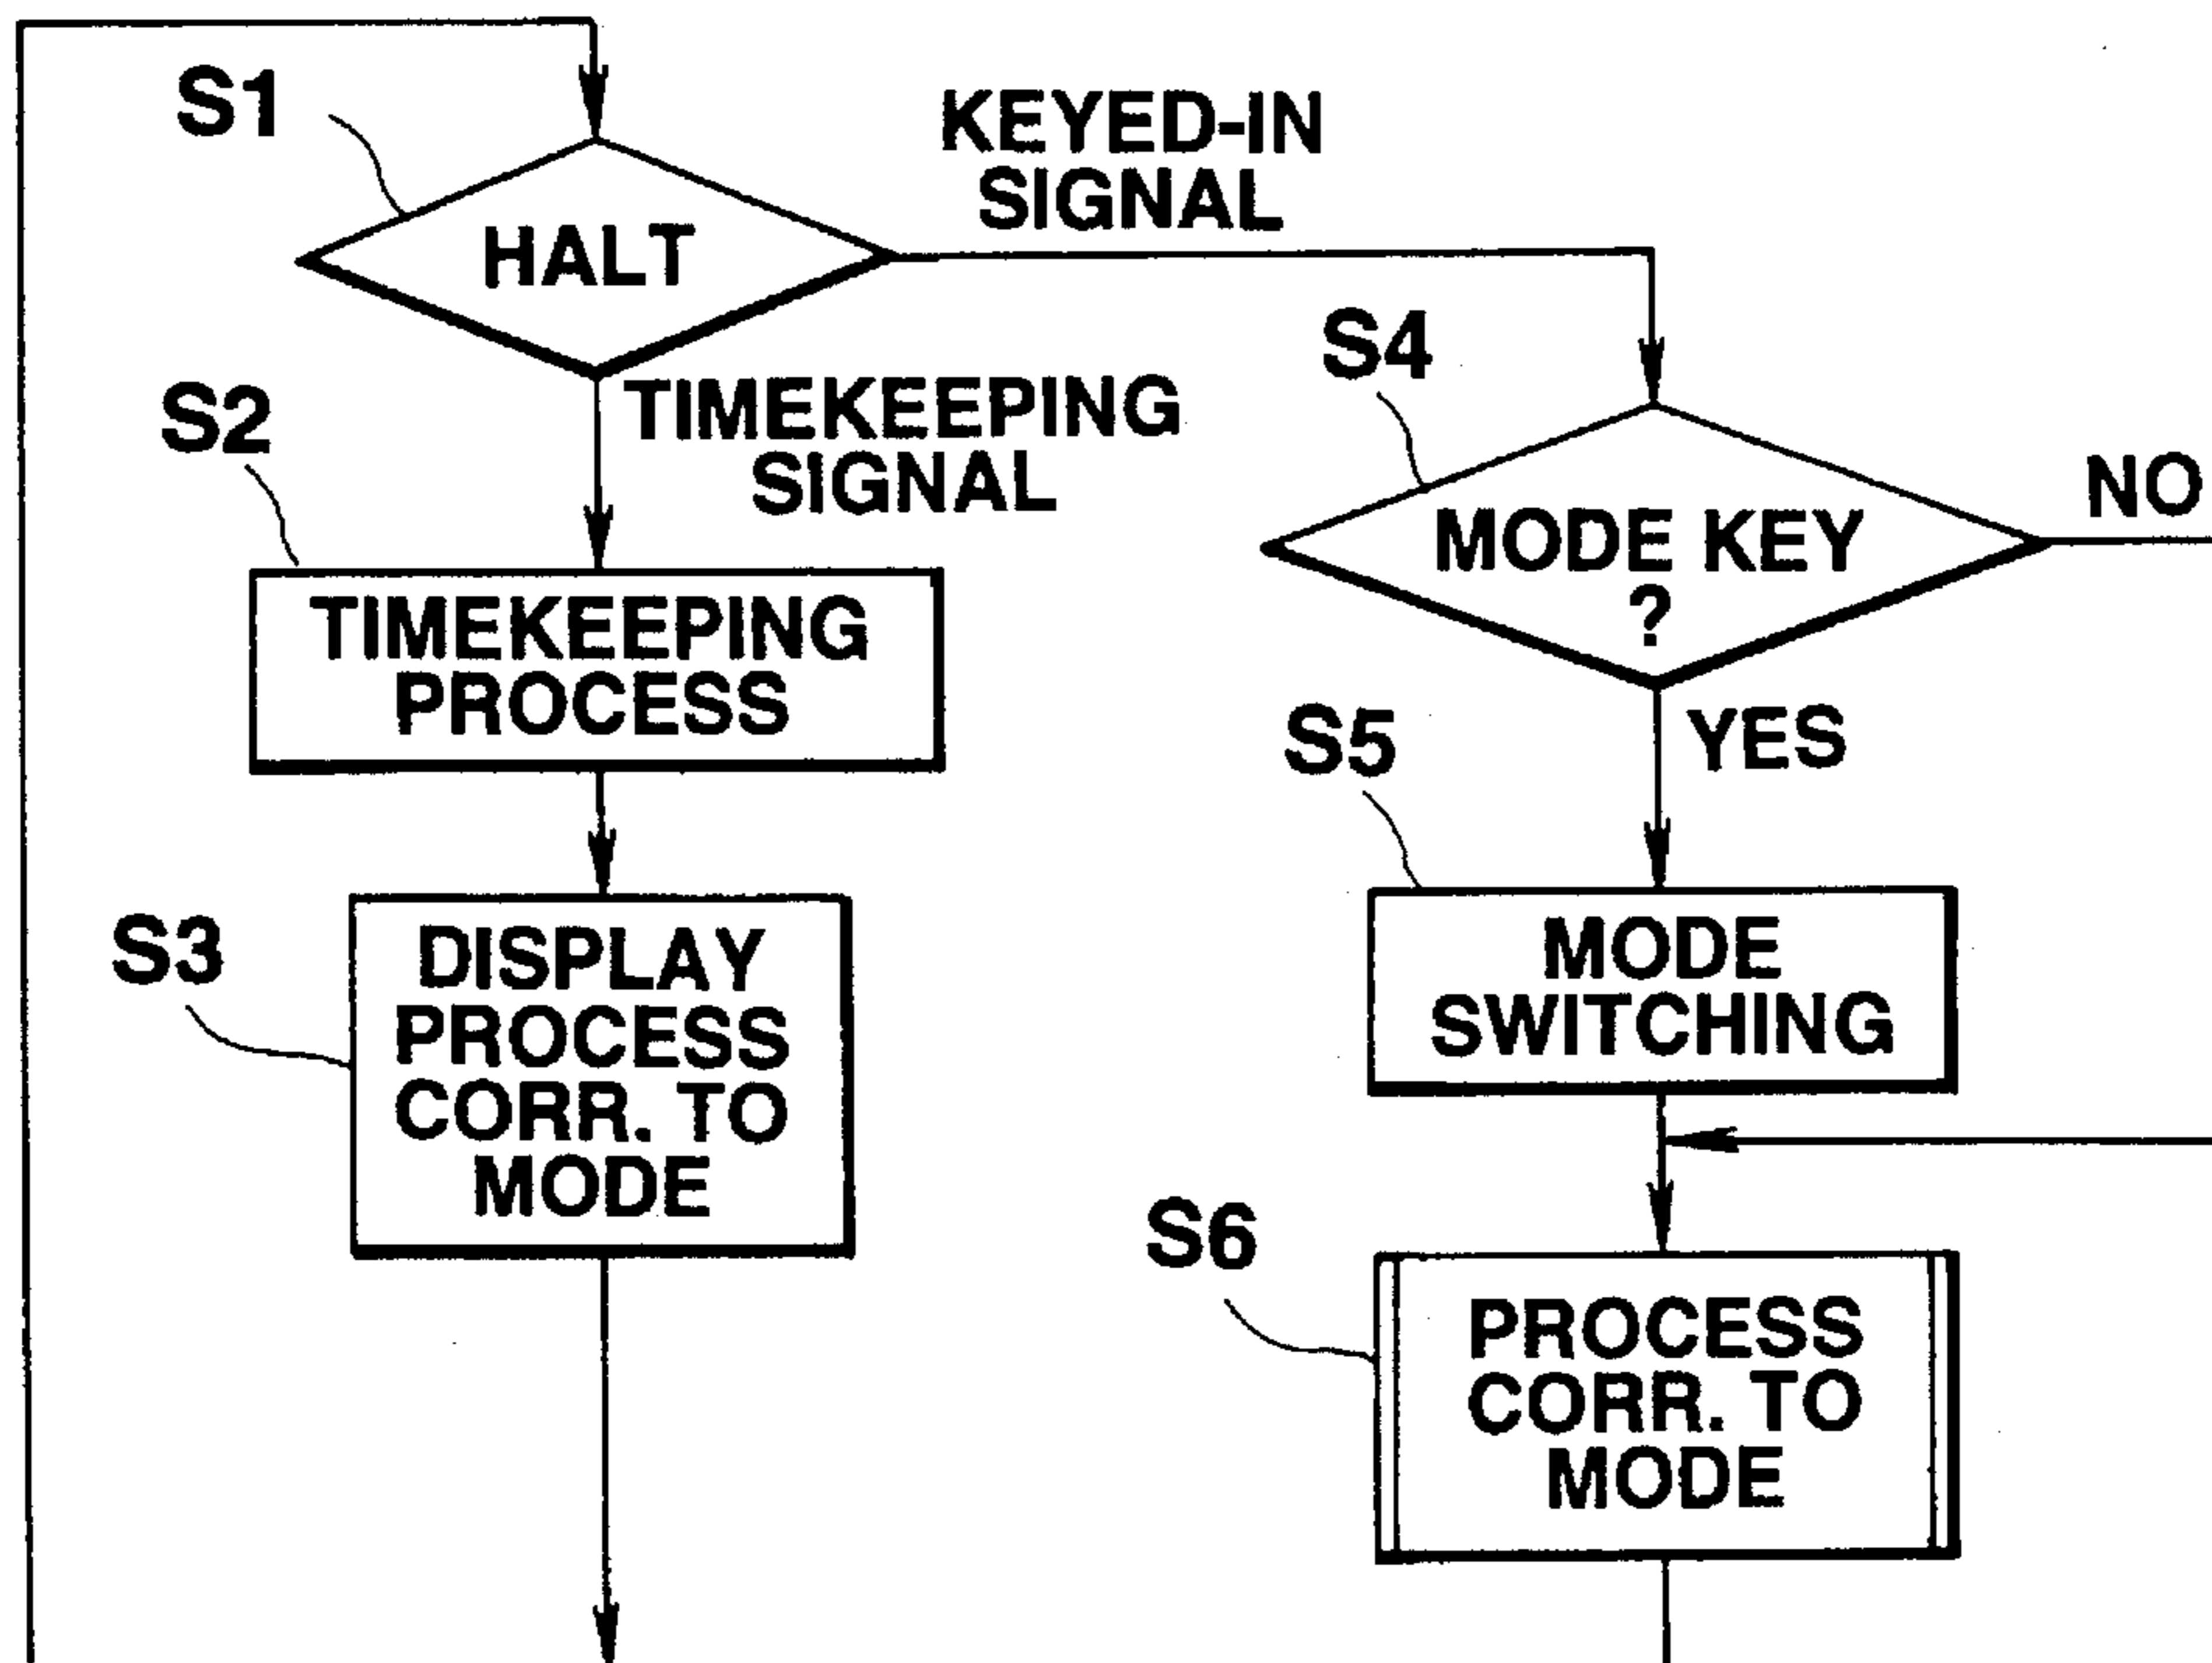 S1
HALT
KEYED-IN
SIGNAL
TIMEKEEPING
SIGNAL
S2
TIMEKEEPING
PROCESS
S3
DISPLAY
PROCESS
CORR. TO
MODE
S4
MODE KEY
?
NO
YES
S5
MODE
SWITCHING
S6
PROCESS
CORR. TO
MODE